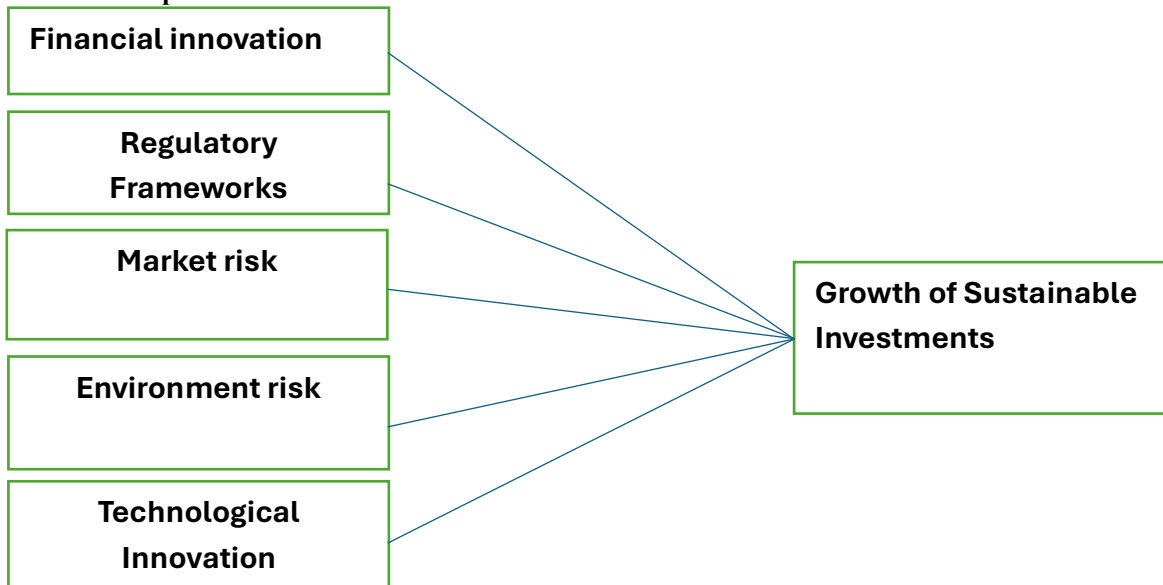 Financial innovation
Regulatory
Frameworks
Market risk
Growth of Sustainable
Investments
Environment risk
Technological
Innovation